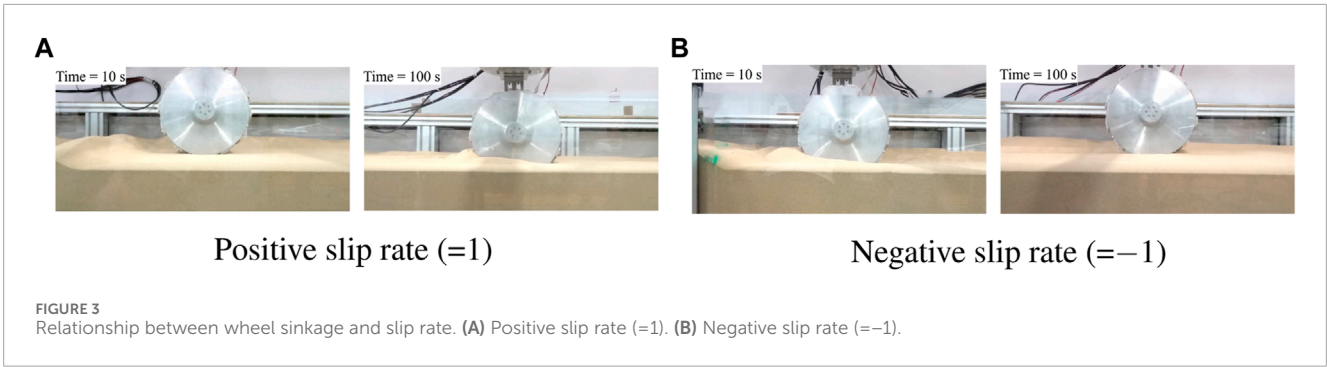 A
B
Time = 10 s
Time = 100 s
Time = 10 s
Time = 100 s
Positive slip rate (=1)
Negative slip rate (=−1)
FIGURE 3
Relationship between wheel sinkage and slip rate. (A) Positive slip rate (=1). (B) Negative slip rate (=−1).